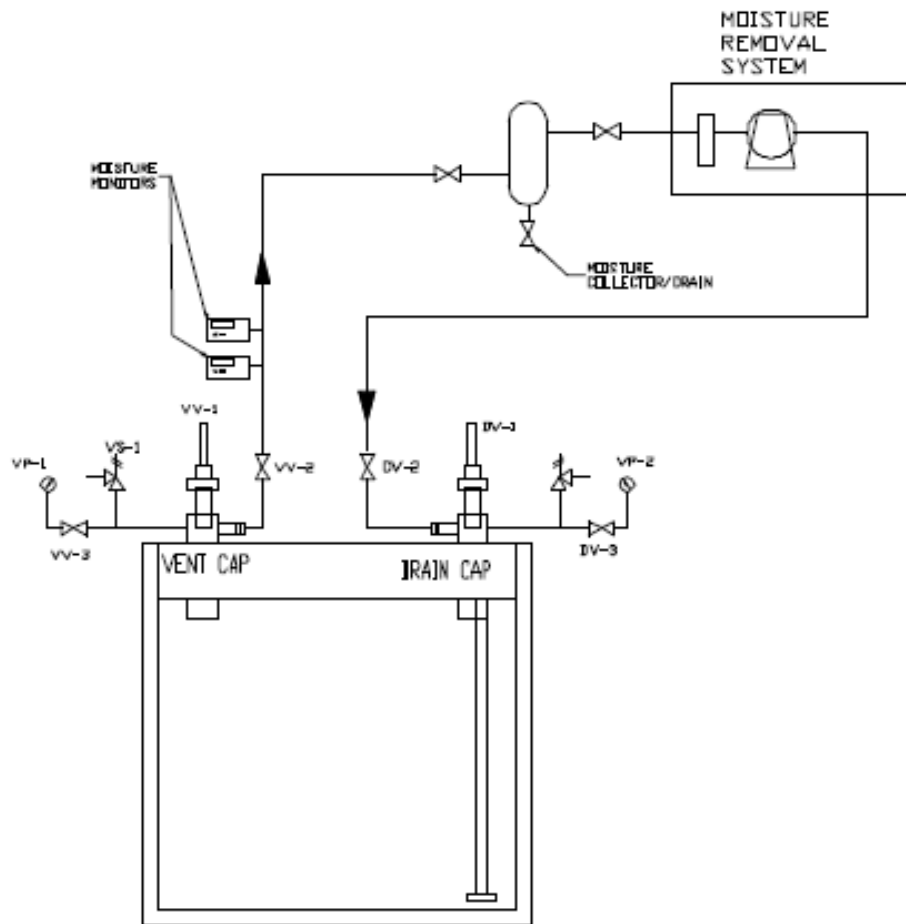 MOISTURE
REMOVAL
SYSTEM
MOISTURE
MONITORS
MOISTURE
COLLECTOR/DRAIN
VV-1
DV-1
VS-1
VP-1
VV-2
DV-2
VP-2
VV-3
DV-3
VENT CAP
DRAIN CAP